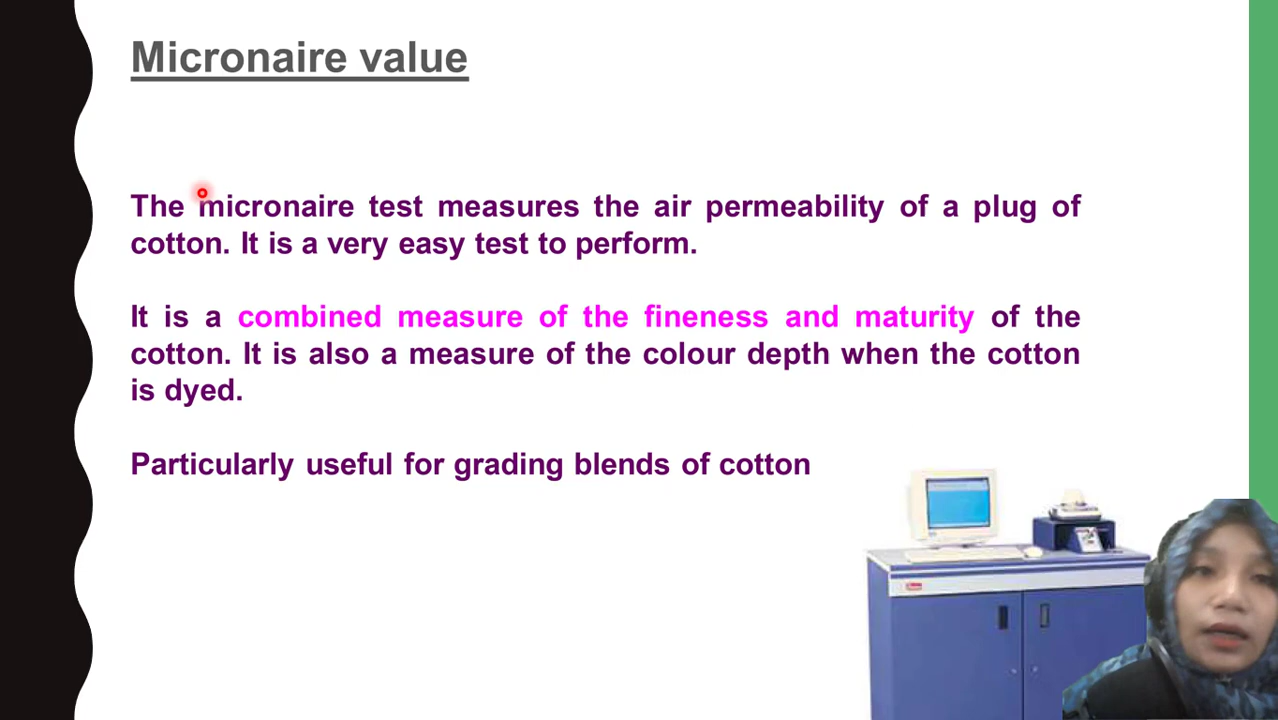 Micronaire value
The micronaire test measures the air permeability of a plug of
cotton. It is a very easy test to perform.
It is a combined measure of the fineness and maturity of the
cotton. It is also a measure of the colour depth when the cotton
is dyed.
Particularly useful for grading blends of cotton